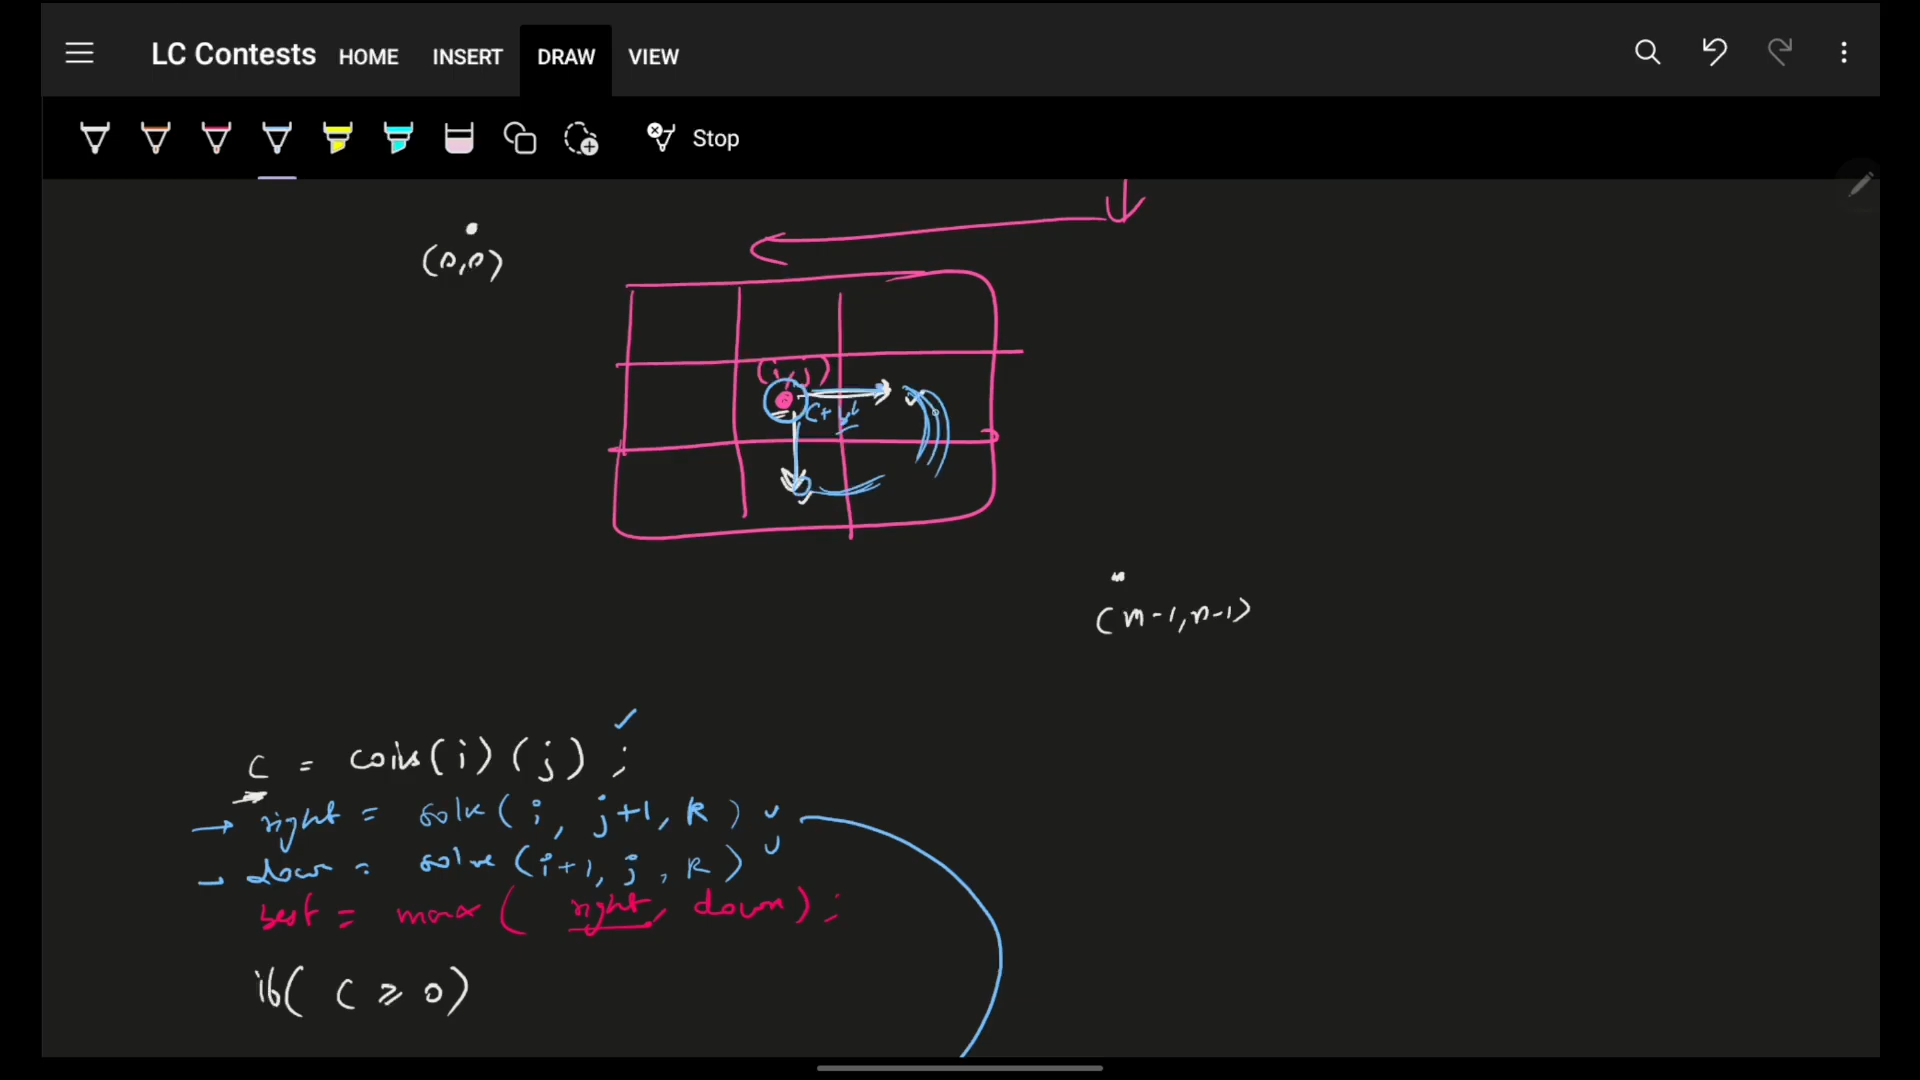 LC Contests HOME INSERT DRAW VIEW
Stop
(0,0)
(i,j)
C+
(m-1,n-1)
C = coins(i)(j);
→ right = solve(i, j+1, k)
→ down = solve(i+1, j, k)
best = max(right, down);
if( C ≥ 0)